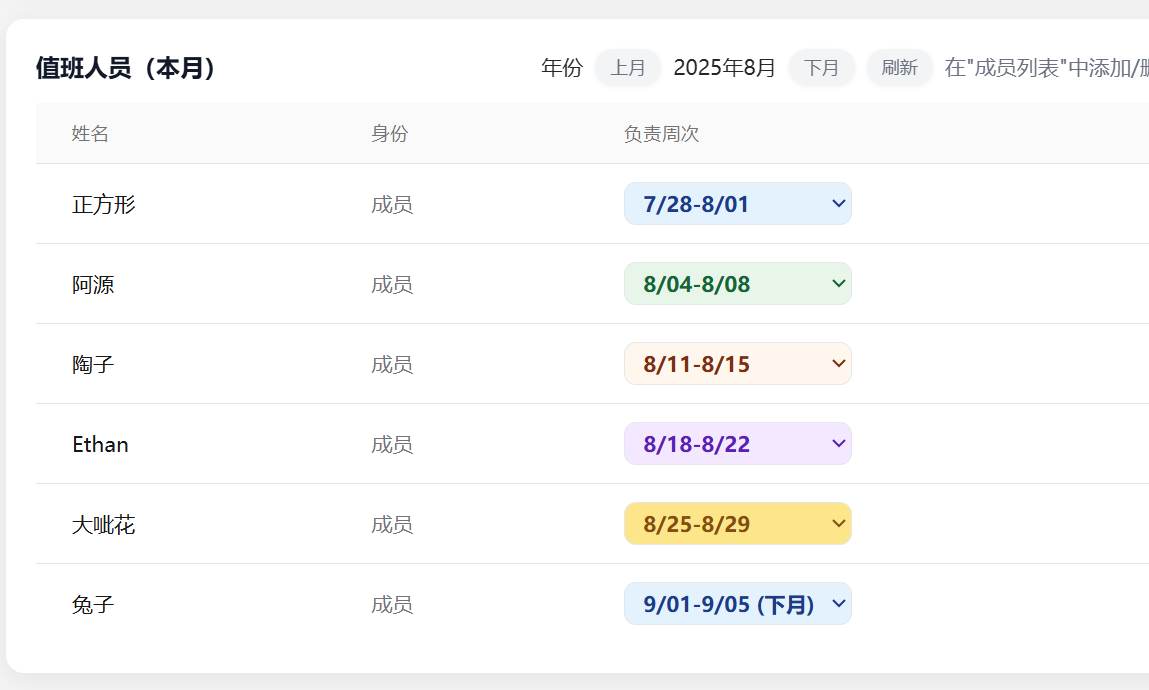 值班人员（本月） 年份 上月 2025年8月 下月 刷新 在"成员列表"中添加/
姓名 身份 负责周次
正方形 成员 7/28-8/01
阿源 成员 8/04-8/08
陶子 成员 8/11-8/15
Ethan 成员 8/18-8/22
大呲花 成员 8/25-8/29
兔子 成员 9/01-9/05 (下月)